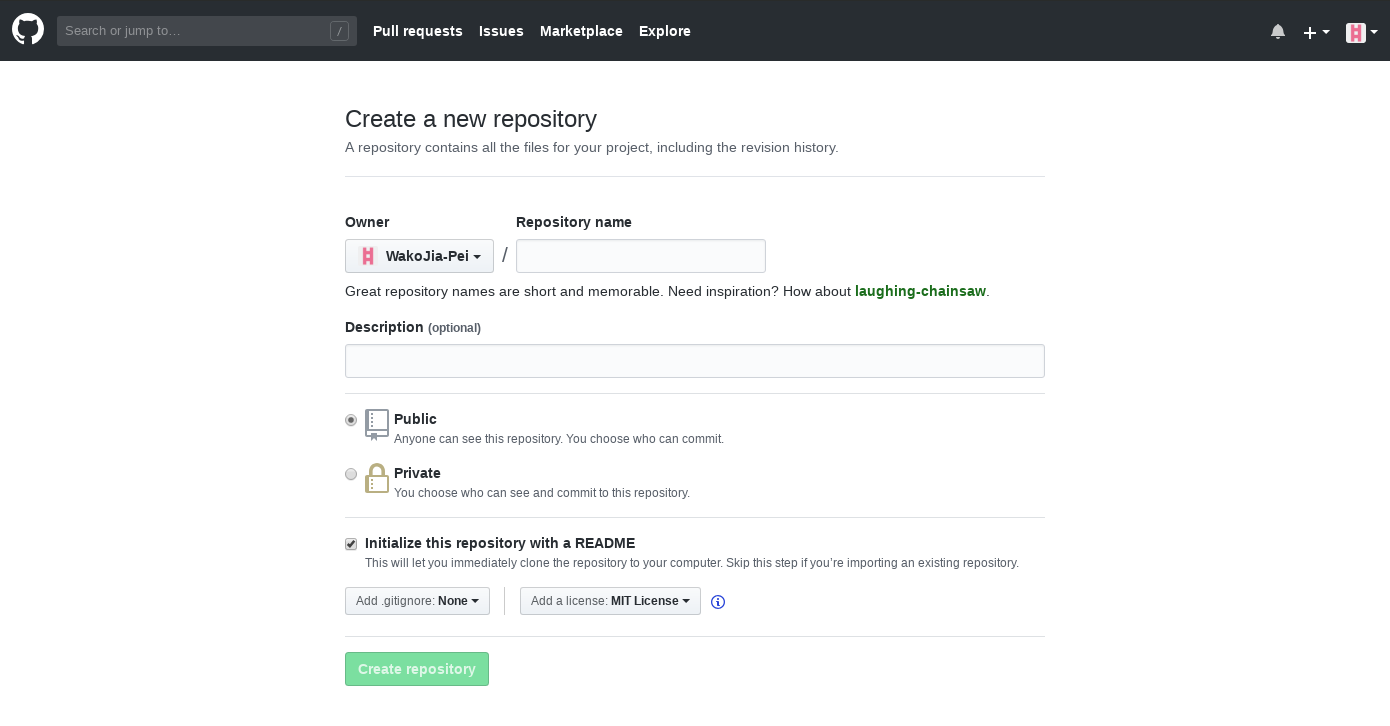 Search or jump to…
/
Pull requests
Issues
Marketplace
Explore
Create a new repository
A repository contains all the files for your project, including the revision history.
Owner
Repository name
WakoJia-Pei
/
Great repository names are short and memorable. Need inspiration? How about laughing-chainsaw.
Description (optional)
Public
Anyone can see this repository. You choose who can commit.
Private
You choose who can see and commit to this repository.
Initialize this repository with a README
This will let you immediately clone the repository to your computer. Skip this step if you’re importing an existing repository.
Add .gitignore: None
Add a license: MIT License
Create repository